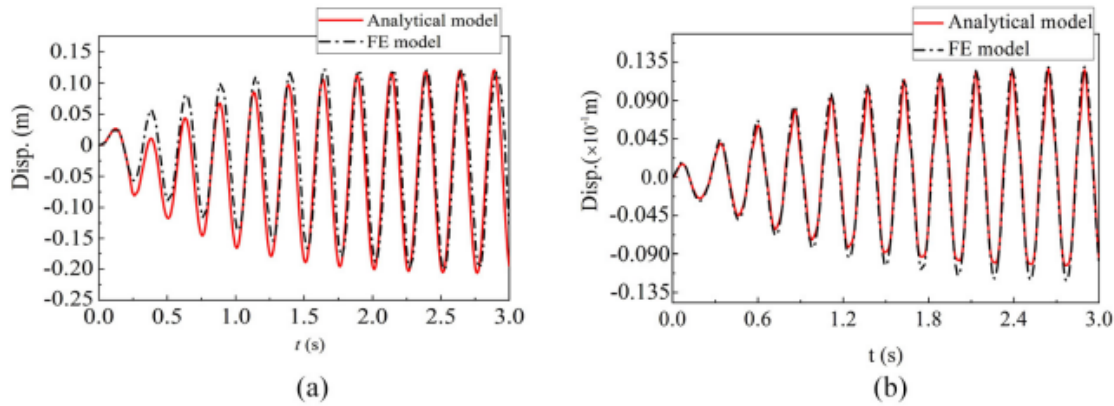 Analytical model
FE model
0.15
0.10
0.05
0
-0.05
-0.10
-0.15
-0.20
-0.25
Disp. (m)
0.0 0.5 1.0 1.5 2.0 2.5 3.0
t (s)
(a)
Analytical model
FE model
0.135
0.090
0.045
0.0
-0.045
-0.090
-0.135
Disp.(×10⁻¹m)
0.0 0.6 1.2 1.8 2.4 3.0
t (s)
(b)